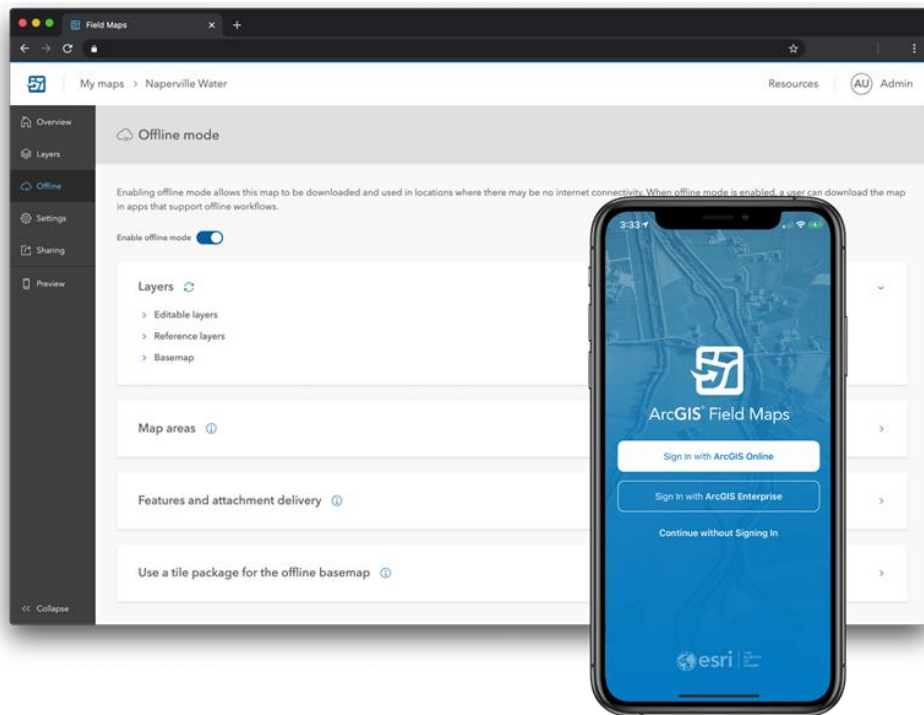 Field Maps
My maps > Naperville Water
Resources
AU
Admin
Overview
Layers
Offline
Settings
Sharing
Preview
<< Collapse
Offline mode
Enabling offline mode allows this map to be downloaded and used in locations where there may be no internet connectivity. When offline mode is enabled, a user can download the map
in apps that support offline workflows.
Enable offline mode
Layers
> Editable layers
> Reference layers
> Basemap
Map areas
Features and attachment delivery
Use a tile package for the offline basemap
3:33
ArcGIS® Field Maps
Sign In with ArcGIS Online
Sign In with ArcGIS Enterprise
Continue without Signing In
esri
THE
SCIENCE
OF
WHERE